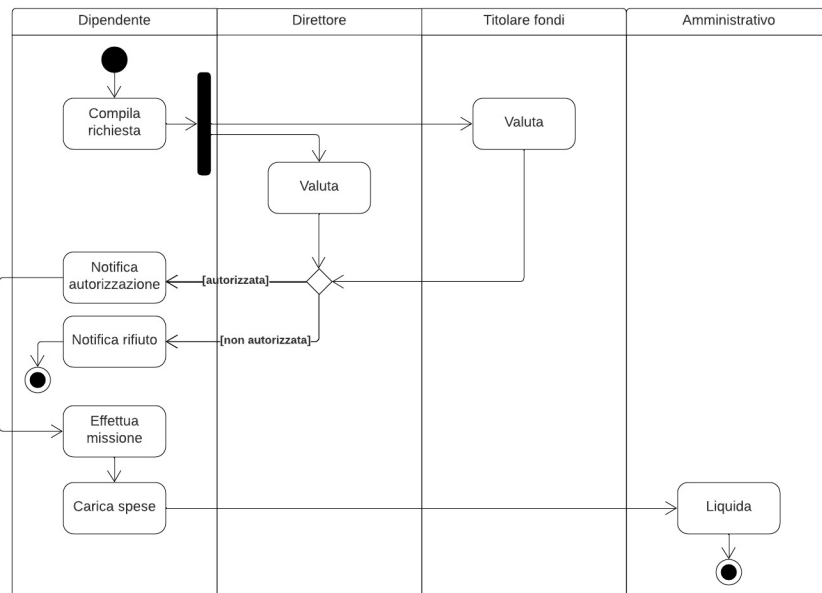 Dipendente
Direttore
Titolare fondi
Amministrativo
Compila
richiesta
Valuta
Valuta
Notifica
autorizzazione
[autorizzata]
Notifica rifiuto
[non autorizzata]
Effettua
missione
Carica spese
Liquida